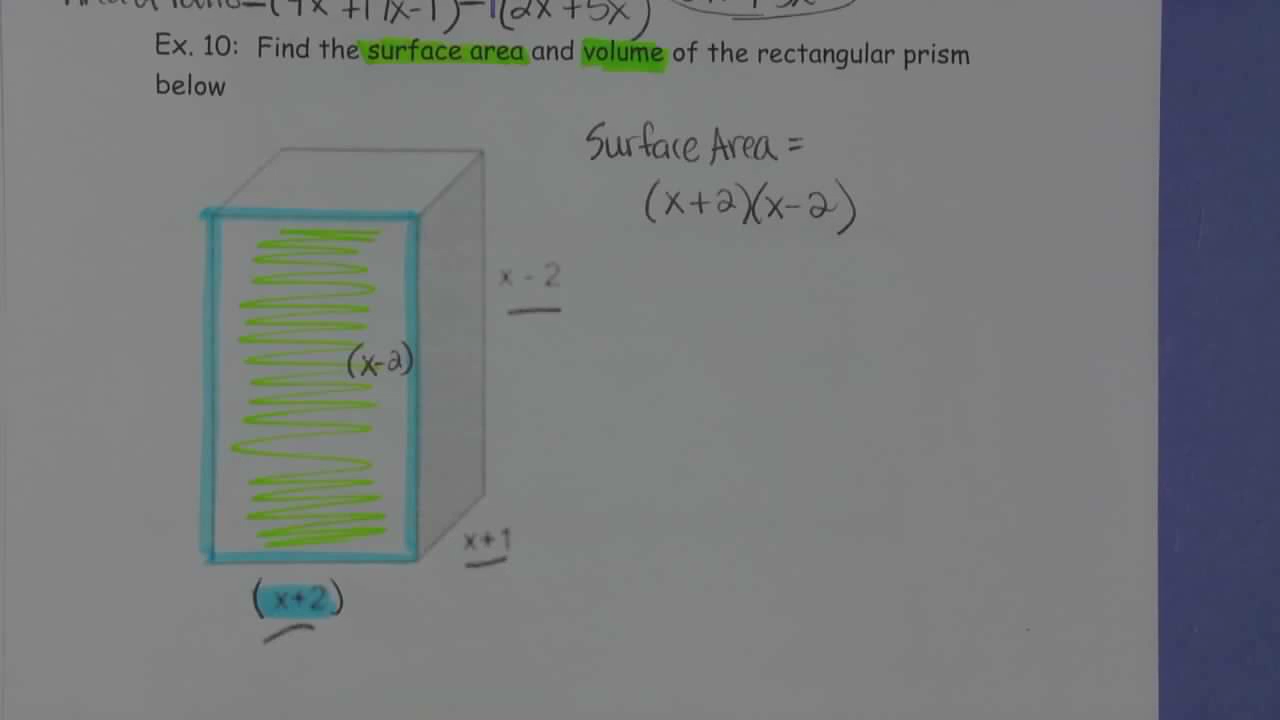 Ex. 10: Find the surface area and volume of the rectangular prism
below
Surface Area =
(x+2)(x-2)
x - 2
(x-2)
x+1
(x+2)